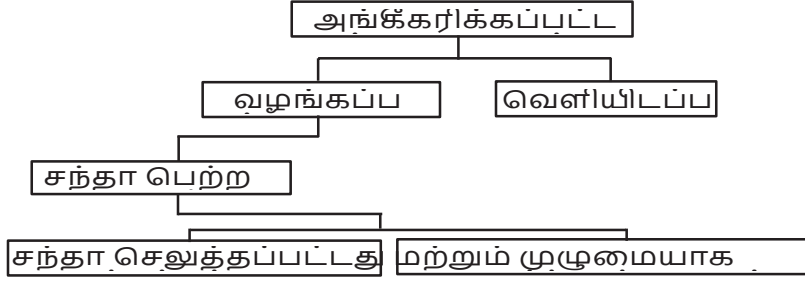 அங்கீகரிக்கப்பட்ட
வழங்கப்ப
வெளியிடப்ப
சந்தா பெற்ற
சந்தா செலுத்தப்பட்டது மற்றும் முழுமையாக